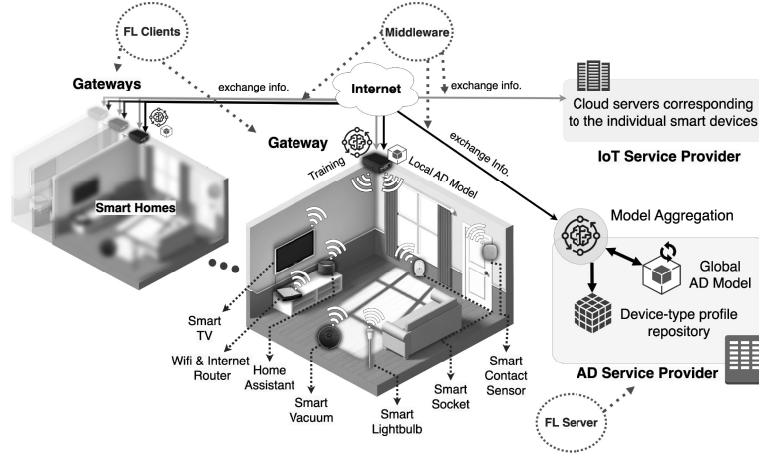 FL Clients
Middleware
Gateways
exchange info.
Internet
exchange info.
Cloud servers corresponding
to the individual smart devices
IoT Service Provider
Gateway
Training
Local AD Model
exchange Info.
Smart Homes
Model Aggregation
Global
AD Model
Device-type profile
repository
AD Service Provider
Smart
TV
Wifi & Internet
Router
Home
Assistant
Smart
Vacuum
Smart
Lightbulb
Smart
Socket
Smart
Contact
Sensor
FL Server